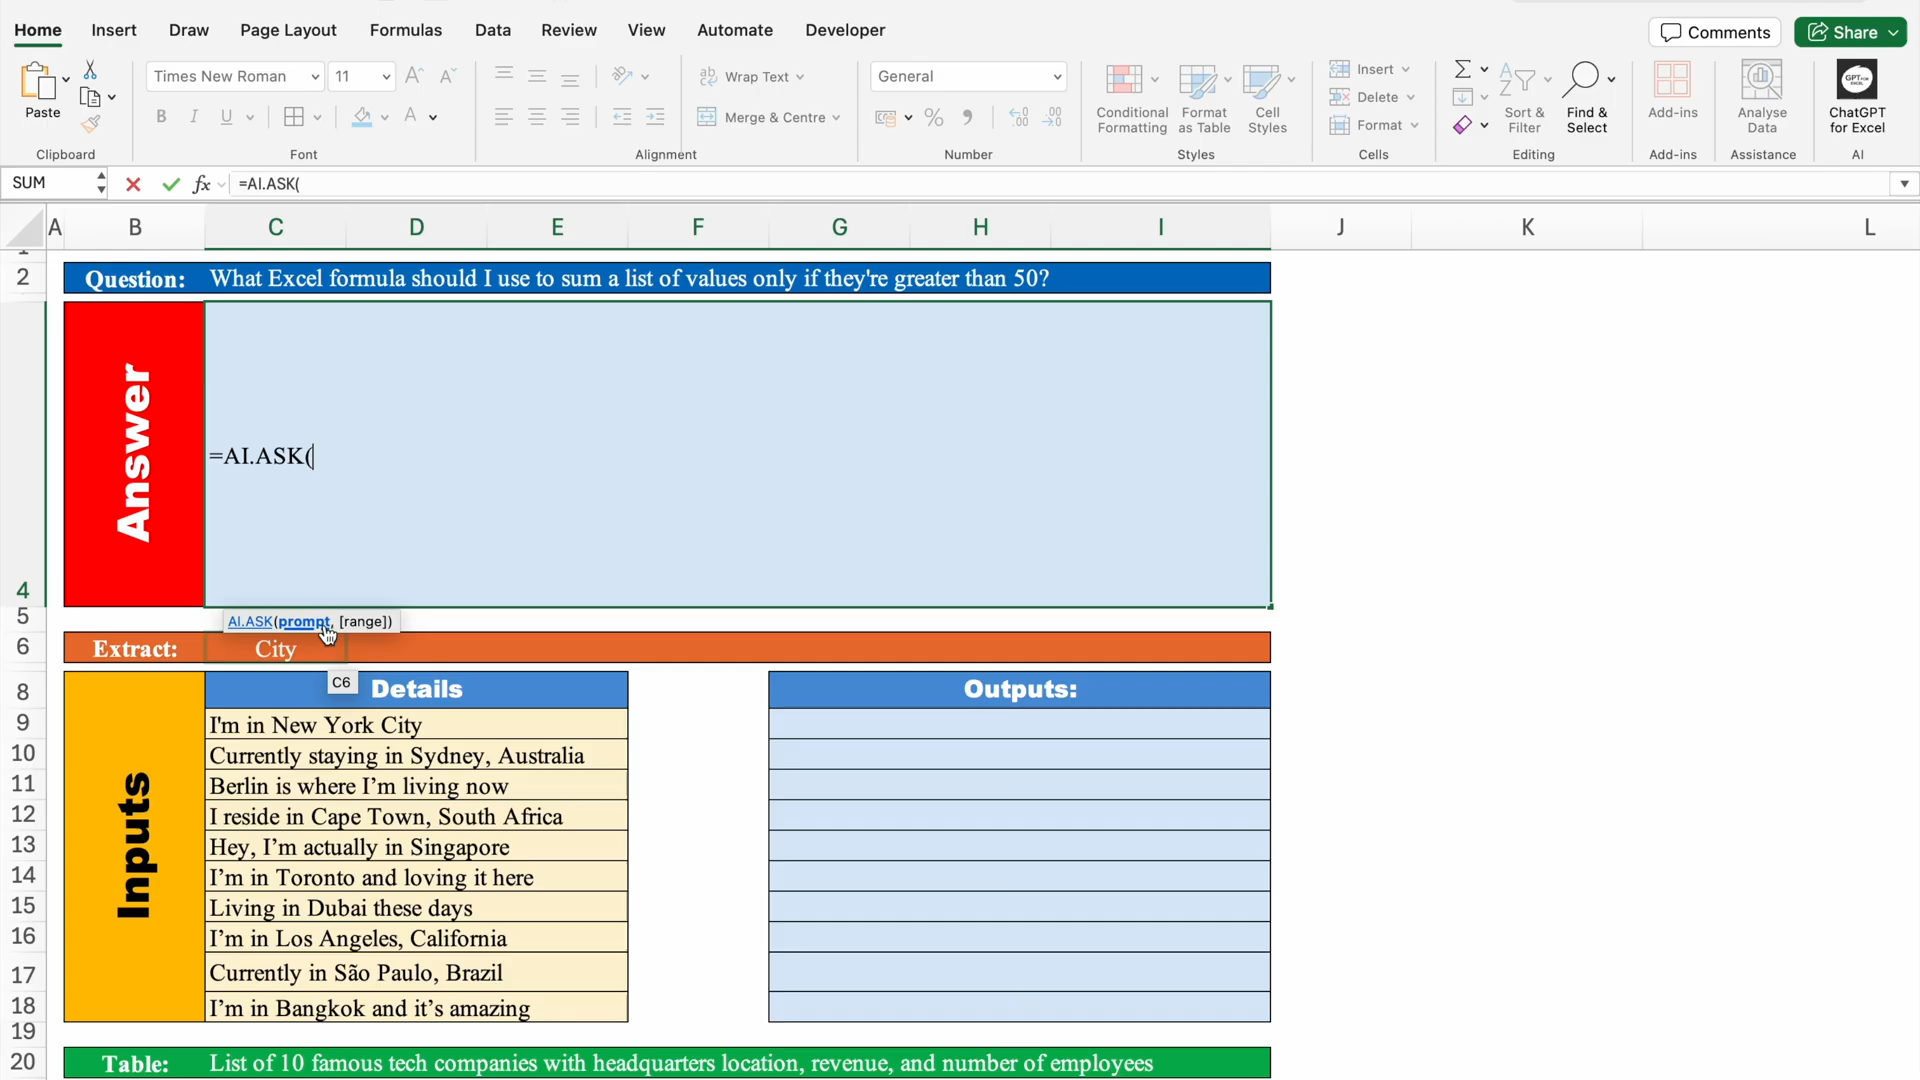 Home Insert Draw Page Layout Formulas Data Review View Automate Developer Comments Share
Times New Roman 11 Wrap Text General Insert
Delete
Paste B I U Merge & Centre Conditional Formatting Format as Table Cell Styles Format Sort & Filter Find & Select Add-ins Analyse Data ChatGPT for Excel
Clipboard Font Alignment Number Styles Cells Editing Add-ins Assistance AI
SUM fx =AI.ASK(
A B C D E F G H I J K L
1
2 Question: What Excel formula should I use to sum a list of values only if they're greater than 50?
Answer
=AI.ASK(
4
5 AI.ASK(prompt, [range])
6 Extract: City
C6
8 Details Outputs:
Inputs
9 I'm in New York City
10 Currently staying in Sydney, Australia
11 Berlin is where I’m living now
12 I reside in Cape Town, South Africa
13 Hey, I’m actually in Singapore
14 I’m in Toronto and loving it here
15 Living in Dubai these days
16 I’m in Los Angeles, California
17 Currently in São Paulo, Brazil
18 I’m in Bangkok and it’s amazing
19
20 Table: List of 10 famous tech companies with headquarters location, revenue, and number of employees